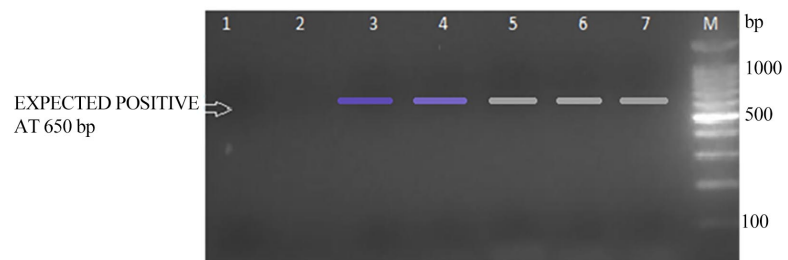 1 2 3 4 5 6 7 M bp
1000
EXPECTED POSITIVE
AT 650 bp
500
100